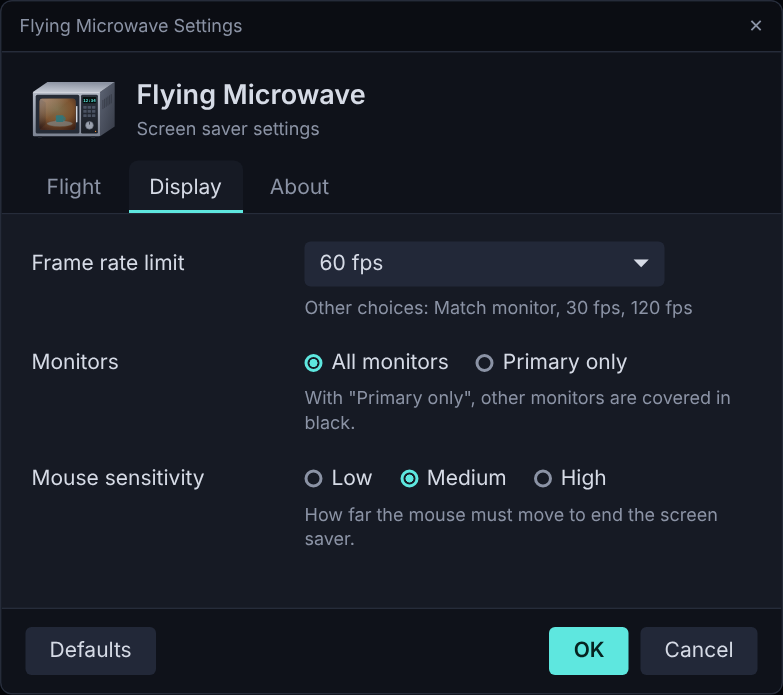 Flying Microwave Settings
Flying Microwave
Screen saver settings
Flight Display About
Frame rate limit 60 fps
Other choices: Match monitor, 30 fps, 120 fps
Monitors All monitors Primary only
With "Primary only", other monitors are covered in
black.
Mouse sensitivity Low Medium High
How far the mouse must move to end the screen
saver.
Defaults OK Cancel